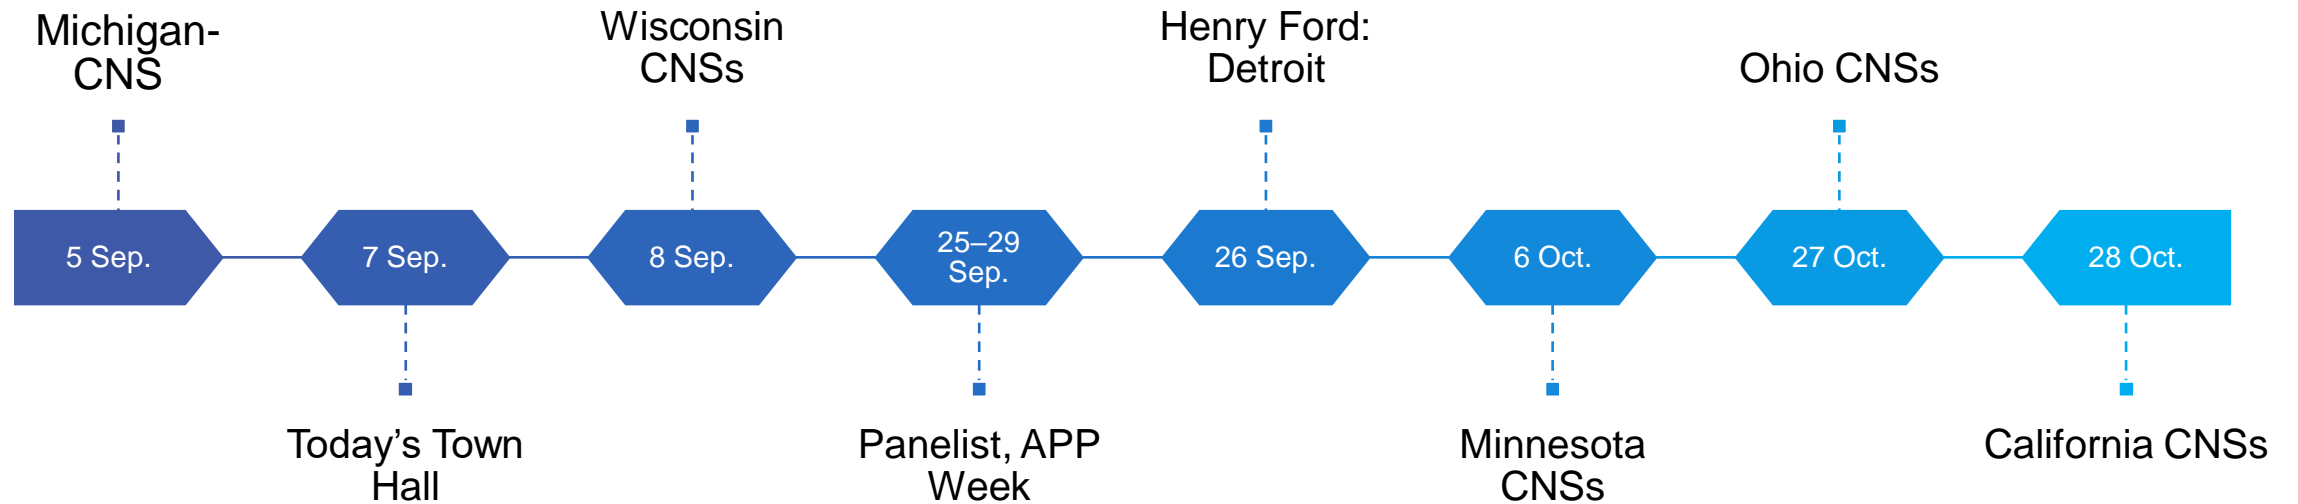 Michigan-
CNS
Wisconsin
CNSs
Henry Ford:
Detroit
Ohio CNSs
5 Sep.
7 Sep.
8 Sep.
25–29
Sep.
26 Sep.
6 Oct.
27 Oct.
28 Oct.
Today’s Town
Hall
Panelist, APP
Week
Minnesota
CNSs
California CNSs